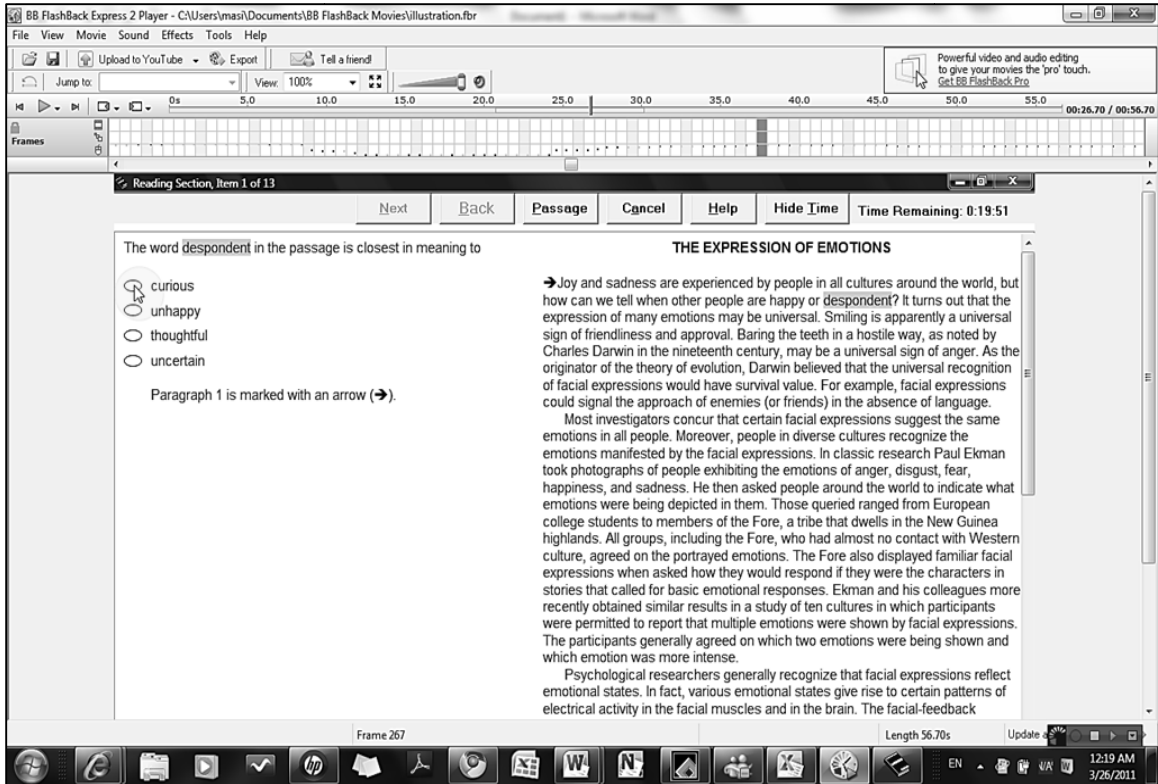 BB FlashBack Express 2 Player - C:\Users\masi\Documents\BB FlashBack Movies\illustration.fbr
File View Movie Sound Effects Tools Help
Upload to YouTube Export Tell a friend!
Powerful video and audio editing
to give your movies the 'pro' touch.
Get BB FlashBack Pro
Jump to: View: 100%
0s 5.0 10.0 15.0 20.0 25.0 30.0 35.0 40.0 45.0 50.0 55.0
00:26.70 / 00:56.70
Frames
Reading Section, Item 1 of 13
Next Back Passage Cancel Help Hide Time Time Remaining: 0:19:51
The word despondent in the passage is closest in meaning to
curious
unhappy
thoughtful
uncertain
Paragraph 1 is marked with an arrow (➔).
THE EXPRESSION OF EMOTIONS
➔Joy and sadness are experienced by people in all cultures around the world, but
how can we tell when other people are happy or despondent? It turns out that the
expression of many emotions may be universal. Smiling is apparently a universal
sign of friendliness and approval. Baring the teeth in a hostile way, as noted by
Charles Darwin in the nineteenth century, may be a universal sign of anger. As the
originator of the theory of evolution, Darwin believed that the universal recognition
of facial expressions would have survival value. For example, facial expressions
could signal the approach of enemies (or friends) in the absence of language.
Most investigators concur that certain facial expressions suggest the same
emotions in all people. Moreover, people in diverse cultures recognize the
emotions manifested by the facial expressions. In classic research Paul Ekman
took photographs of people exhibiting the emotions of anger, disgust, fear,
happiness, and sadness. He then asked people around the world to indicate what
emotions were being depicted in them. Those queried ranged from European
college students to members of the Fore, a tribe that dwells in the New Guinea
highlands. All groups, including the Fore, who had almost no contact with Western
culture, agreed on the portrayed emotions. The Fore also displayed familiar facial
expressions when asked how they would respond if they were the characters in
stories that called for basic emotional responses. Ekman and his colleagues more
recently obtained similar results in a study of ten cultures in which participants
were permitted to report that multiple emotions were shown by facial expressions.
The participants generally agreed on which two emotions were being shown and
which emotion was more intense.
Psychological researchers generally recognize that facial expressions reflect
emotional states. In fact, various emotional states give rise to certain patterns of
electrical activity in the facial muscles and in the brain. The facial-feedback
Frame 267 Length 56.70s Update
EN 12:19 AM
3/26/2011